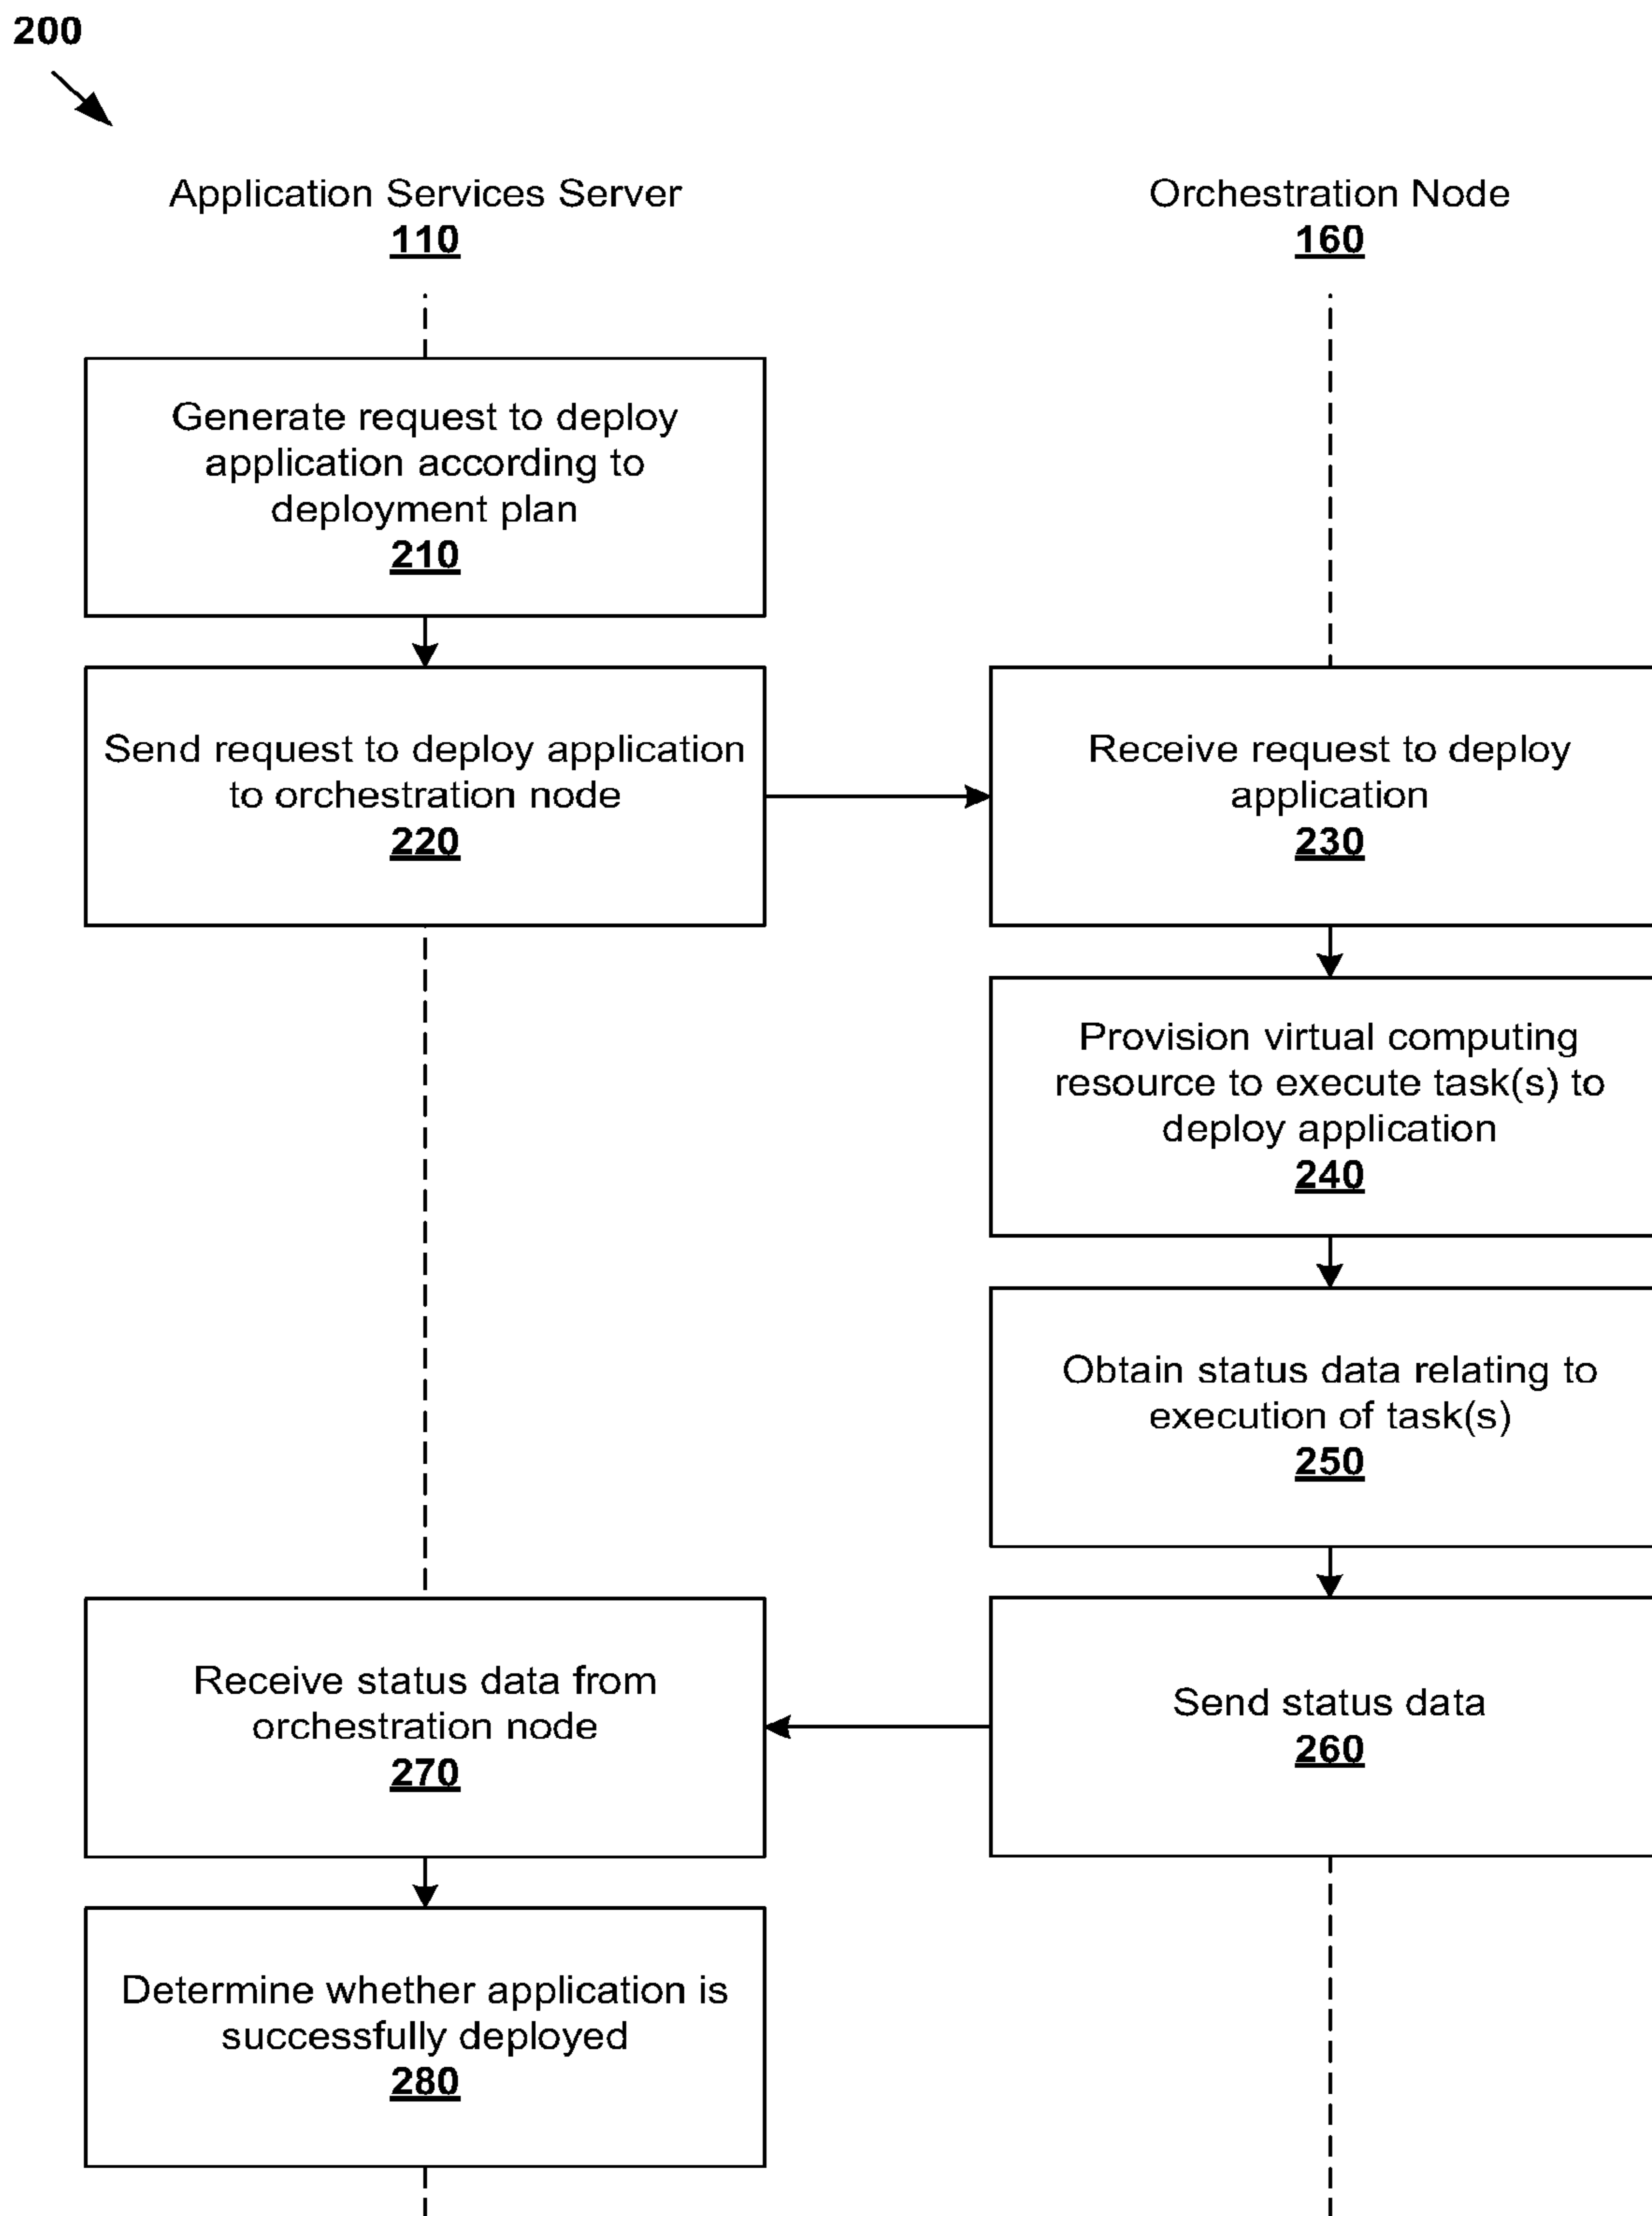 200
Application Services Server
110
Orchestration Node
160
Generate request to deploy
application according to
deployment plan
210
Send request to deploy application
to orchestration node
220
Receive request to deploy
application
230
Provision virtual computing
resource to execute task(s) to
deploy application
240
Obtain status data relating to
execution of task(s)
250
Send status data
260
Receive status data from
orchestration node
270
Determine whether application is
successfully deployed
280